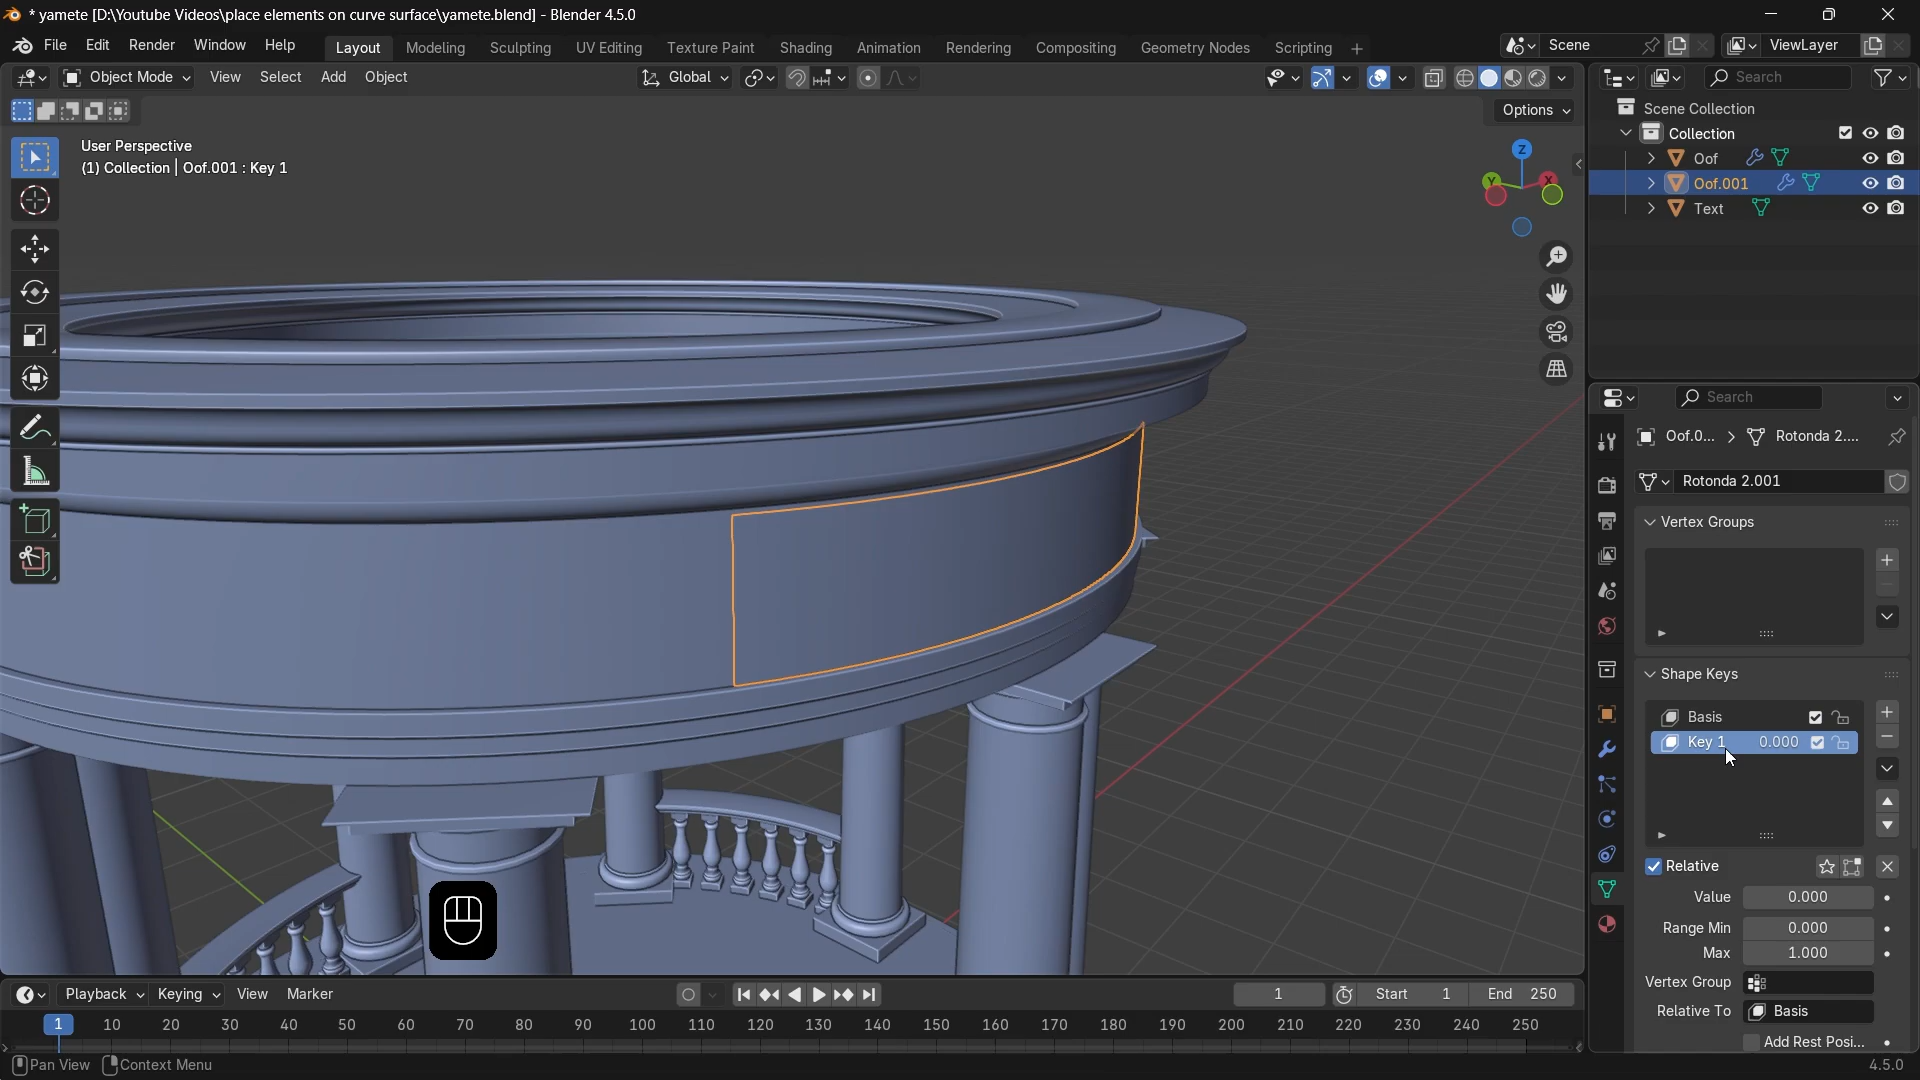 * yamete [D:\Youtube Videos\place elements on curve surface\yamete.blend] - Blender 4.5.0
File Edit Render Window Help Layout Modeling Sculpting UV Editing Texture Paint Shading Animation Rendering Compositing Geometry Nodes Scripting + Scene ViewLayer
Object Mode View Select Add Object Global Search
Options
User Perspective
(1) Collection | Oof.001 : Key 1
Z
Y
X
Scene Collection
Collection
Oof
Oof.001
Text
Search
Oof.0... > Rotonda 2....
Rotonda 2.001
Vertex Groups
Shape Keys
Basis
Key 1 0.000
Relative
Value 0.000
Range Min 0.000
Max 1.000
Vertex Group
Relative To Basis
Add Rest Posi...
Playback Keying View Marker 1 Start 1 End 250
1 10 20 30 40 50 60 70 80 90 100 110 120 130 140 150 160 170 180 190 200 210 220 230 240 250
Pan View Context Menu 4.5.0